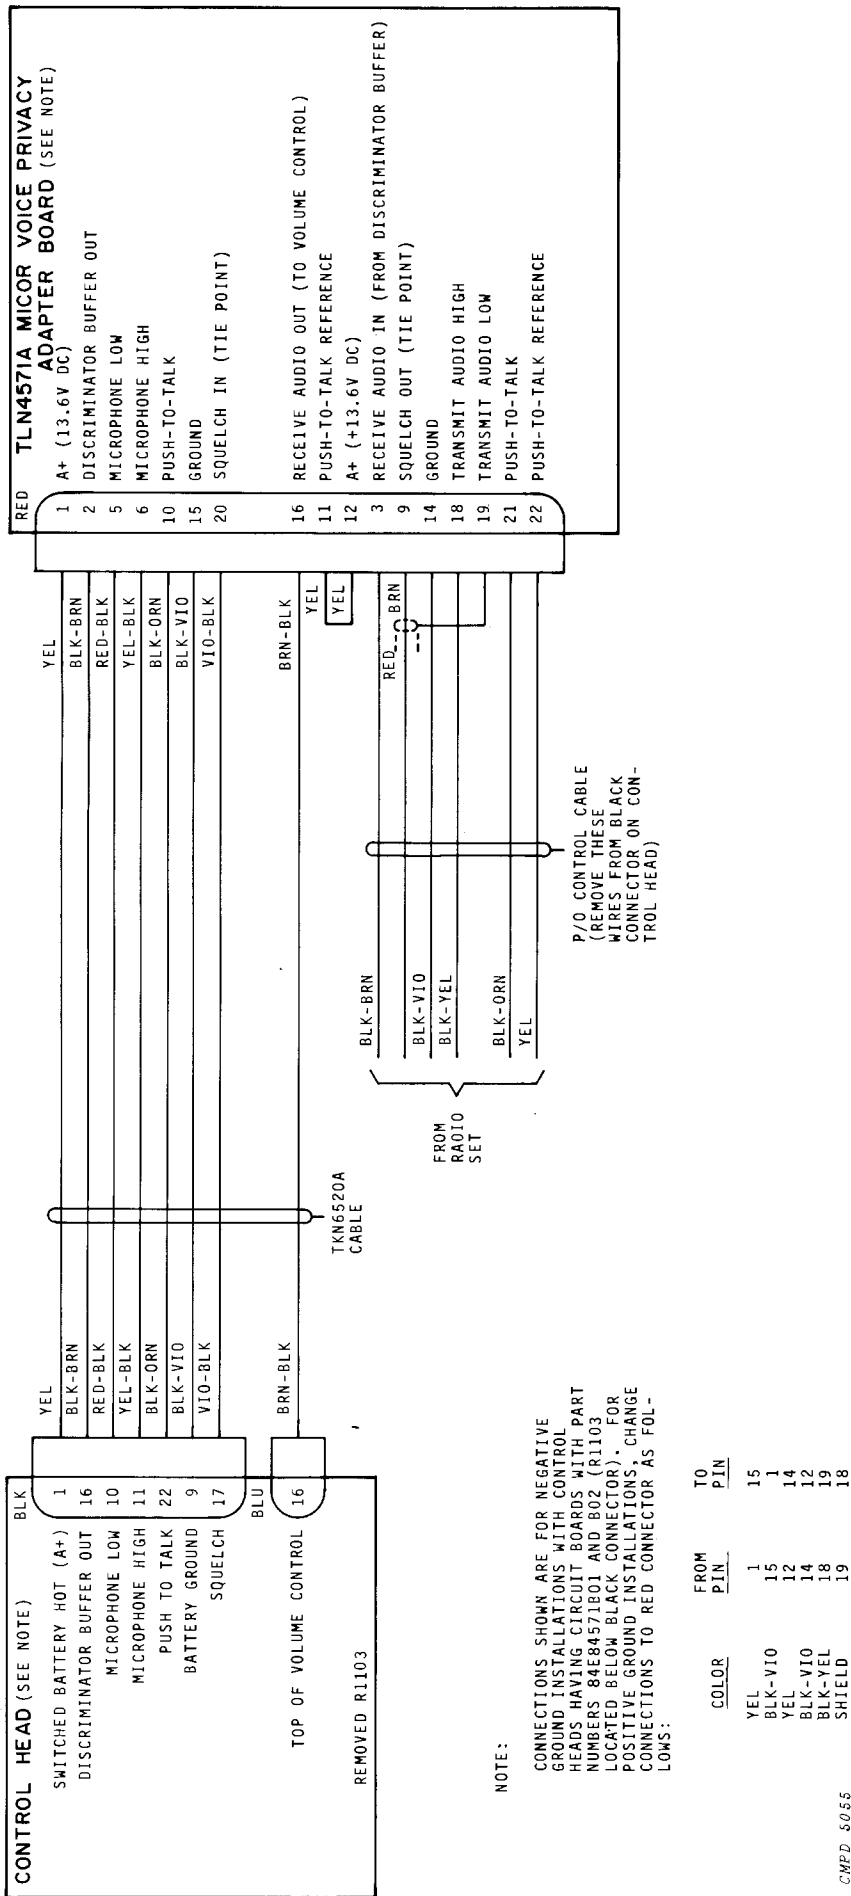 CONTROL HEAD (SEE NOTE)
BLK
SWITCHED BATTERY HOT (A+) 1 YEL
DISCRIMINATOR BUFFER OUT 16 BLK-BRN
MICROPHONE LOW 10 RED-BLK
MICROPHONE HIGH 11 YEL-BLK
PUSH TO TALK 22 BLK-ORN
BATTERY GROUND 9 BLK-VIO
SQUELCH 17 VIO-BLK
BLU
TOP OF VOLUME CONTROL 16 BRN-BLK
REMOVED R1103
TKN6520A
CABLE
RED
TLN4571A MICOR VOICE PRIVACY
ADAPTER BOARD (SEE NOTE)
YEL 1 A+ (13.6V DC)
BLK-BRN 2 DISCRIMINATOR BUFFER OUT
RED-BLK 5 MICROPHONE LOW
YEL-BLK 6 MICROPHONE HIGH
BLK-ORN 10 PUSH-TO-TALK
BLK-VIO 15 GROUND
VIO-BLK 20 SQUELCH IN (TIE POINT)
BRN-BLK 16 RECEIVE AUDIO OUT (TO VOLUME CONTROL)
YEL 11 PUSH-TO-TALK REFERENCE
YEL 12 A+ (+13.6V DC)
3 RECEIVE AUDIO IN (FROM DISCRIMINATOR BUFFER)
RED BRN 9 SQUELCH OUT (TIE POINT)
14 GROUND
18 TRANSMIT AUDIO HIGH
19 TRANSMIT AUDIO LOW
21 PUSH-TO-TALK
22 PUSH-TO-TALK REFERENCE
FROM
RADIO
SET
BLK-BRN
BLK-VIO
BLK-YEL
BLK-ORN
YEL
P/O CONTROL CABLE
(REMOVE THESE
WIRES FROM BLACK
CONNECTOR ON CON-
TROL HEAD)
NOTE:
CONNECTIONS SHOWN ARE FOR NEGATIVE
GROUND INSTALLATIONS WITH CONTROL
HEADS HAVING CIRCUIT BOARDS WITH PART
NUMBERS 84E84571B01 AND B02 (R1103
LOCATED BELOW BLACK CONNECTOR). FOR
POSITIVE GROUND INSTALLATIONS, CHANGE
CONNECTIONS TO RED CONNECTOR AS FOL-
LOWS:
COLOR FROM PIN TO PIN
YEL 1 15
BLK-VIO 15 1
YEL 12 14
BLK-VIO 14 12
BLK-YEL 18 19
SHIELD 19 18
CMPD 5055